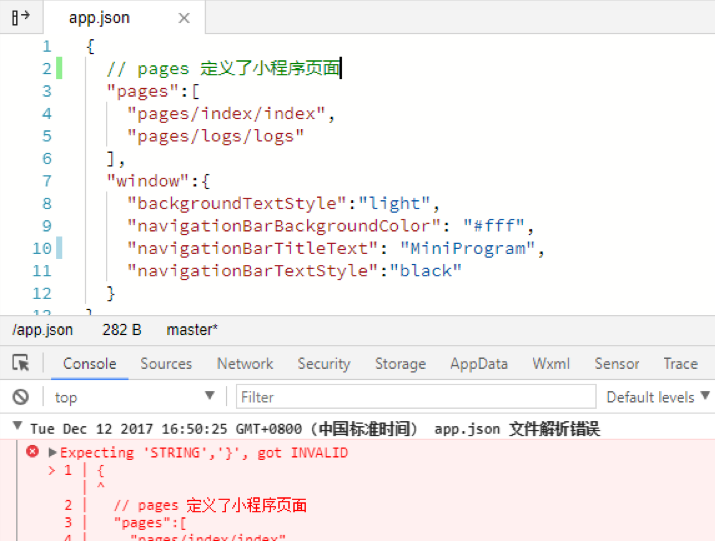 app.json ×
1 {
2 // pages 定义了小程序页面
3 "pages":[
4 "pages/index/index",
5 "pages/logs/logs"
6 ],
7 "window":{
8 "backgroundTextStyle":"light",
9 "navigationBarBackgroundColor": "#fff",
10 "navigationBarTitleText": "MiniProgram",
11 "navigationBarTextStyle":"black"
12 }
13 }
/app.json 282 B master*
Console Sources Network Security Storage AppData Wxml Sensor Trace
top Filter Default levels
Tue Dec 12 2017 16:50:25 GMT+0800 (中国标准时间) app.json 文件解析错误
Expecting 'STRING','}', got INVALID
> 1 | {
| ^
2 | // pages 定义了小程序页面
3 | "pages":[
4 | "pages/index/index"